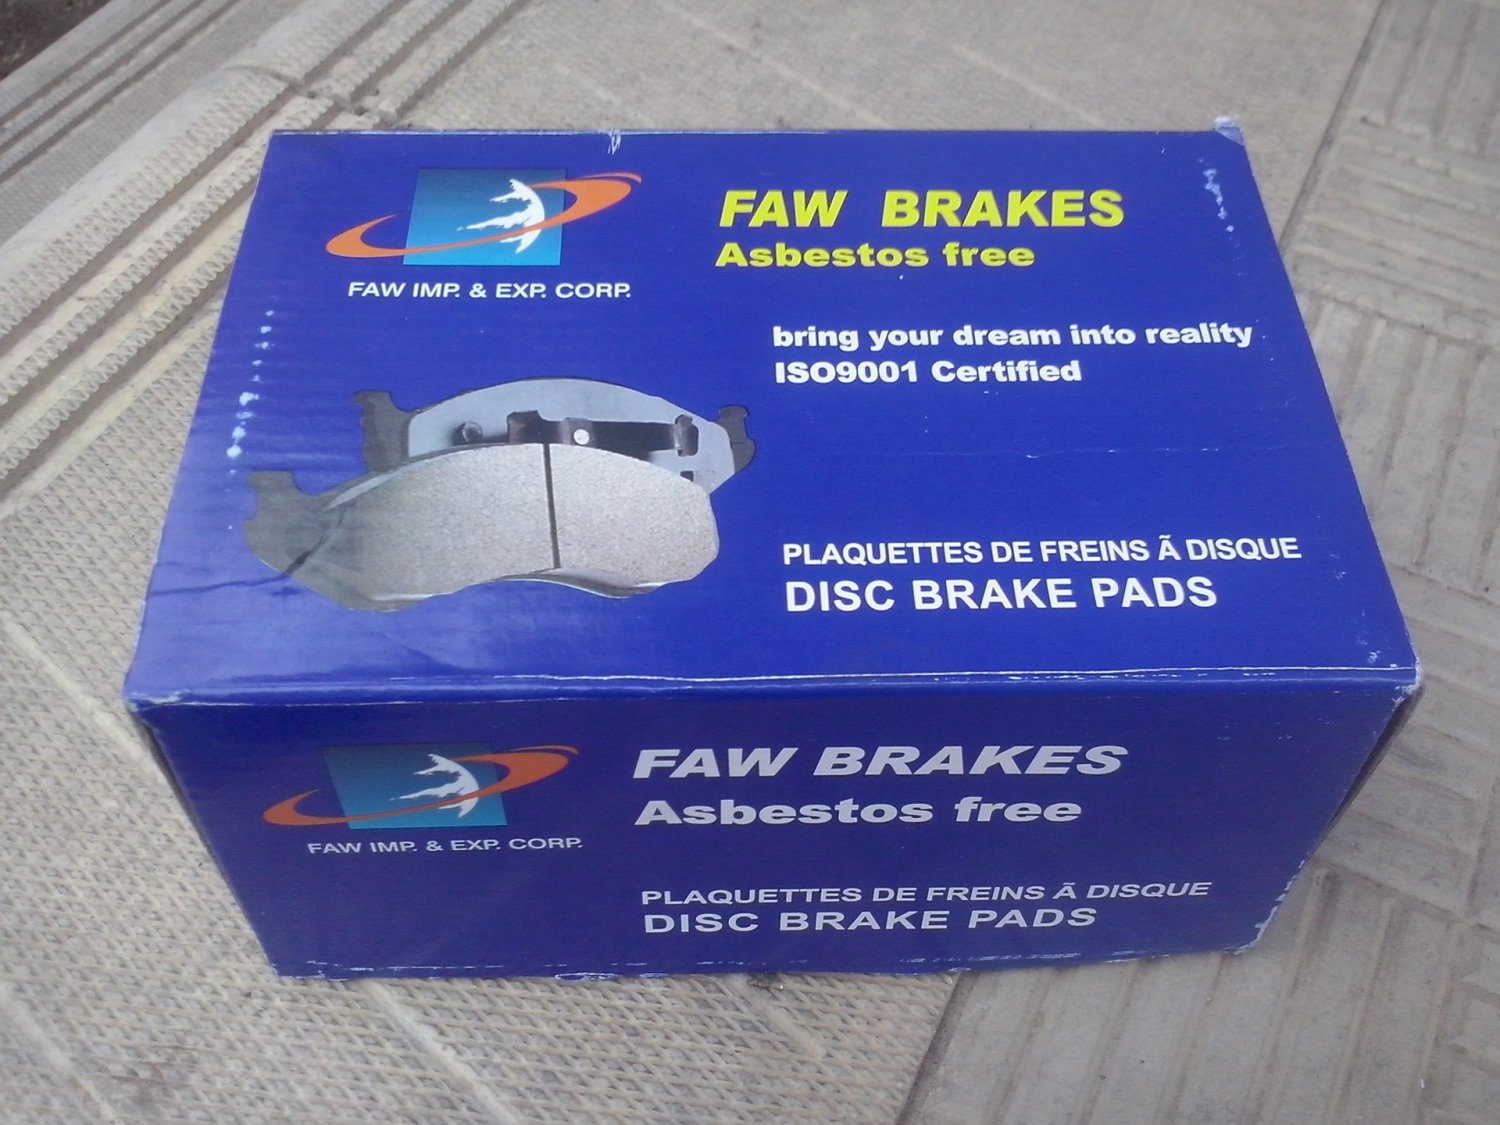 FAW IMP. & EXP. CORP.
FAW BRAKES
Asbestos free
bring your dream into reality
ISO9001 Certified
PLAQUETTES DE FREINS Ã DISQUE
DISC BRAKE PADS
FAW IMP. & EXP. CORP.
FAW BRAKES
Asbestos free
PLAQUETTES DE FREINS Ã DISQUE
DISC BRAKE PADS